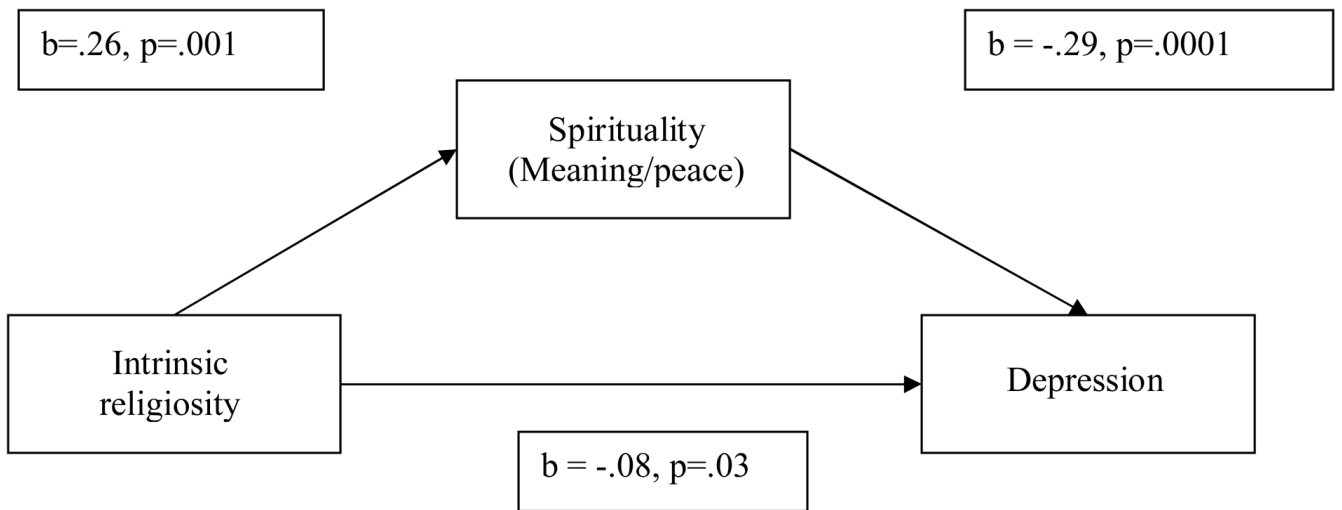 b=.26, p=.001
b = -.29, p=.0001
Spirituality
(Meaning/peace)
Intrinsic
religiosity
Depression
b = -.08, p=.03